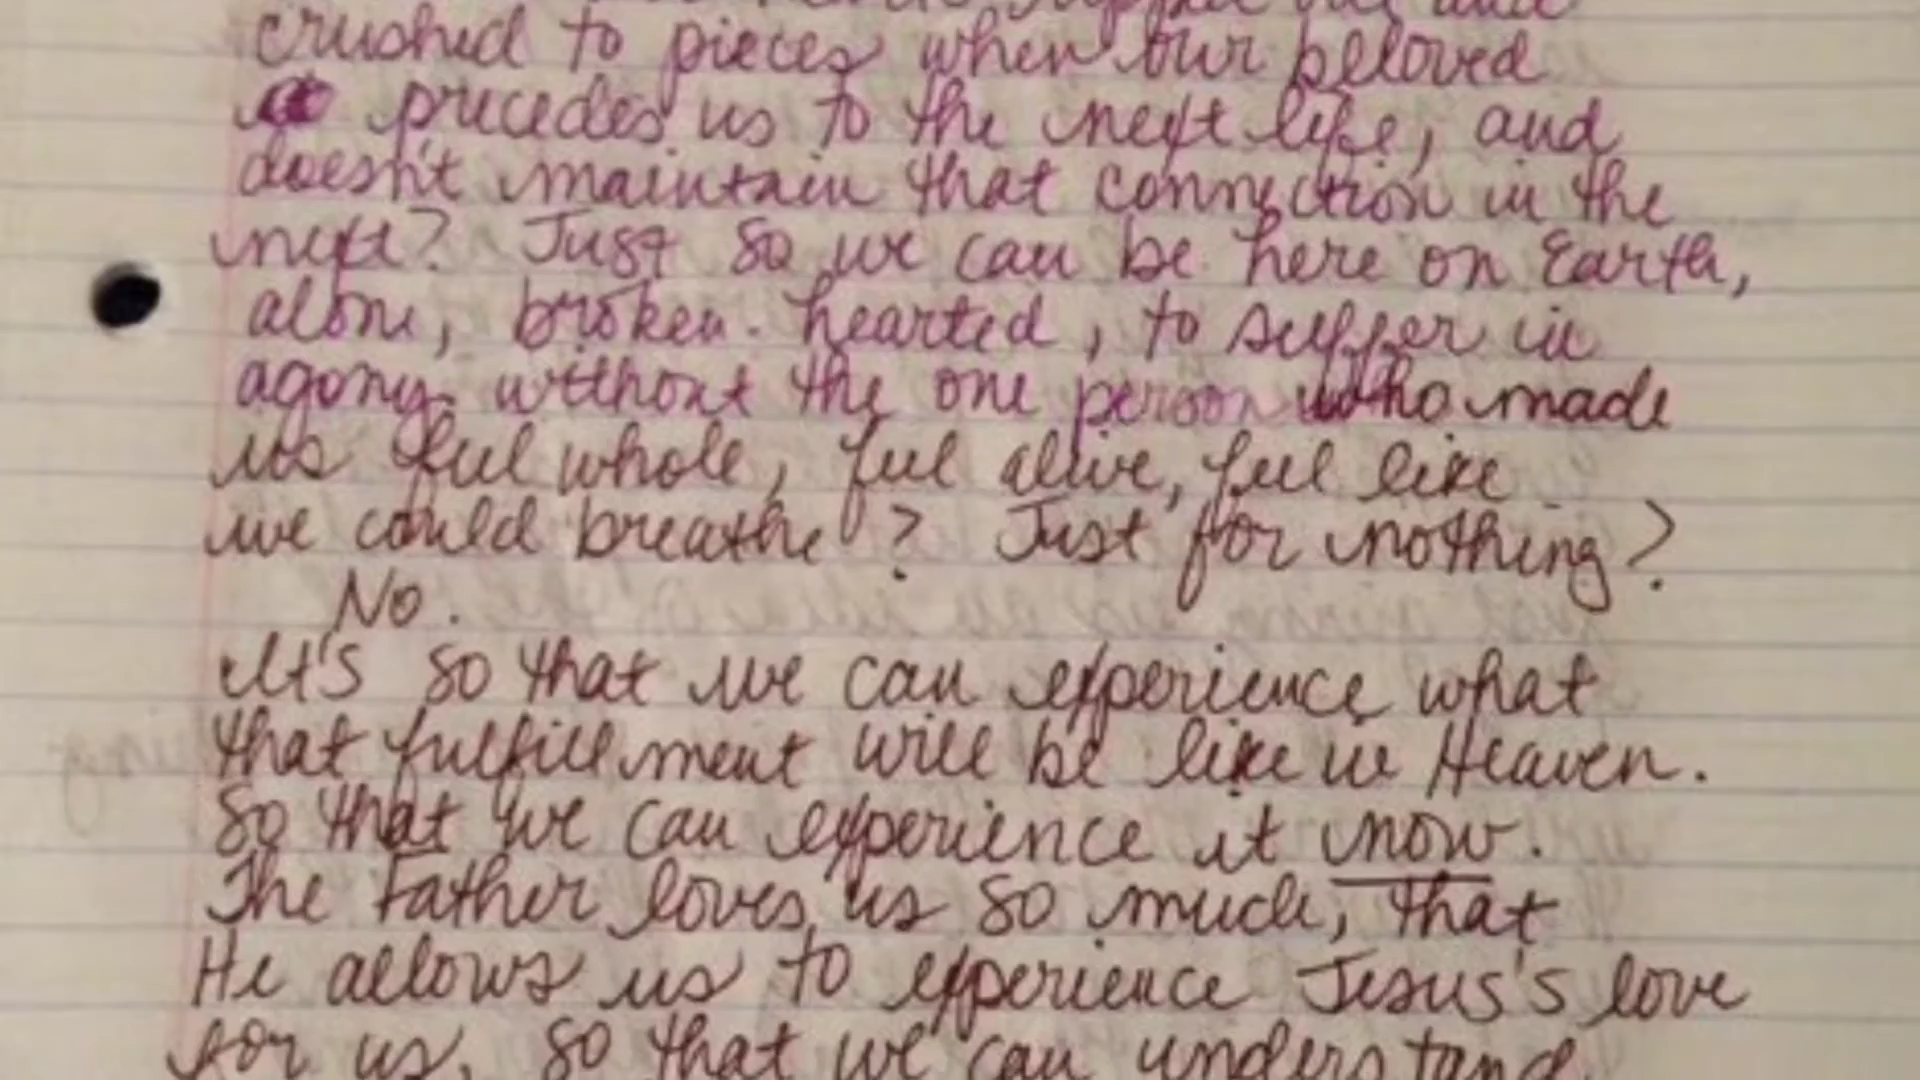 ripped out and
crushed to pieces when our beloved
precedes us to the next life, and
doesn't maintain that connection in the
next? Just so we can be here on Earth,
alone, broken-hearted, to suffer in
agony without the one person who made
us feel whole, feel alive, feel like
we could breathe? Just for nothing?
No.
It's so that we can experience what
that fulfillment will be like in Heaven.
So that we can experience it now.
The Father loves us so much, that
He allows us to experience Jesus's love
for us, so that we can understand